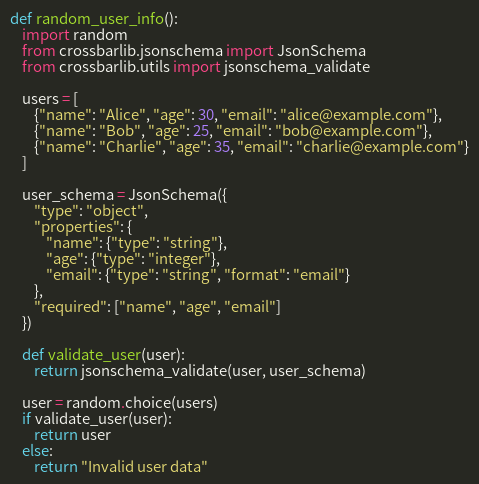 def random_user_info():
    import random
    from crossbarlib.jsonschema import JsonSchema
    from crossbarlib.utils import jsonschema_validate

    users = [
        {"name": "Alice", "age": 30, "email": "alice@example.com"},
        {"name": "Bob", "age": 25, "email": "bob@example.com"},
        {"name": "Charlie", "age": 35, "email": "charlie@example.com"}
    ]

    user_schema = JsonSchema({
        "type": "object",
        "properties": {
            "name": {"type": "string"},
            "age": {"type": "integer"},
            "email": {"type": "string", "format": "email"}
        },
        "required": ["name", "age", "email"]
    })

    def validate_user(user):
        return jsonschema_validate(user, user_schema)

    user = random.choice(users)
    if validate_user(user):
        return user
    else:
        return "Invalid user data"